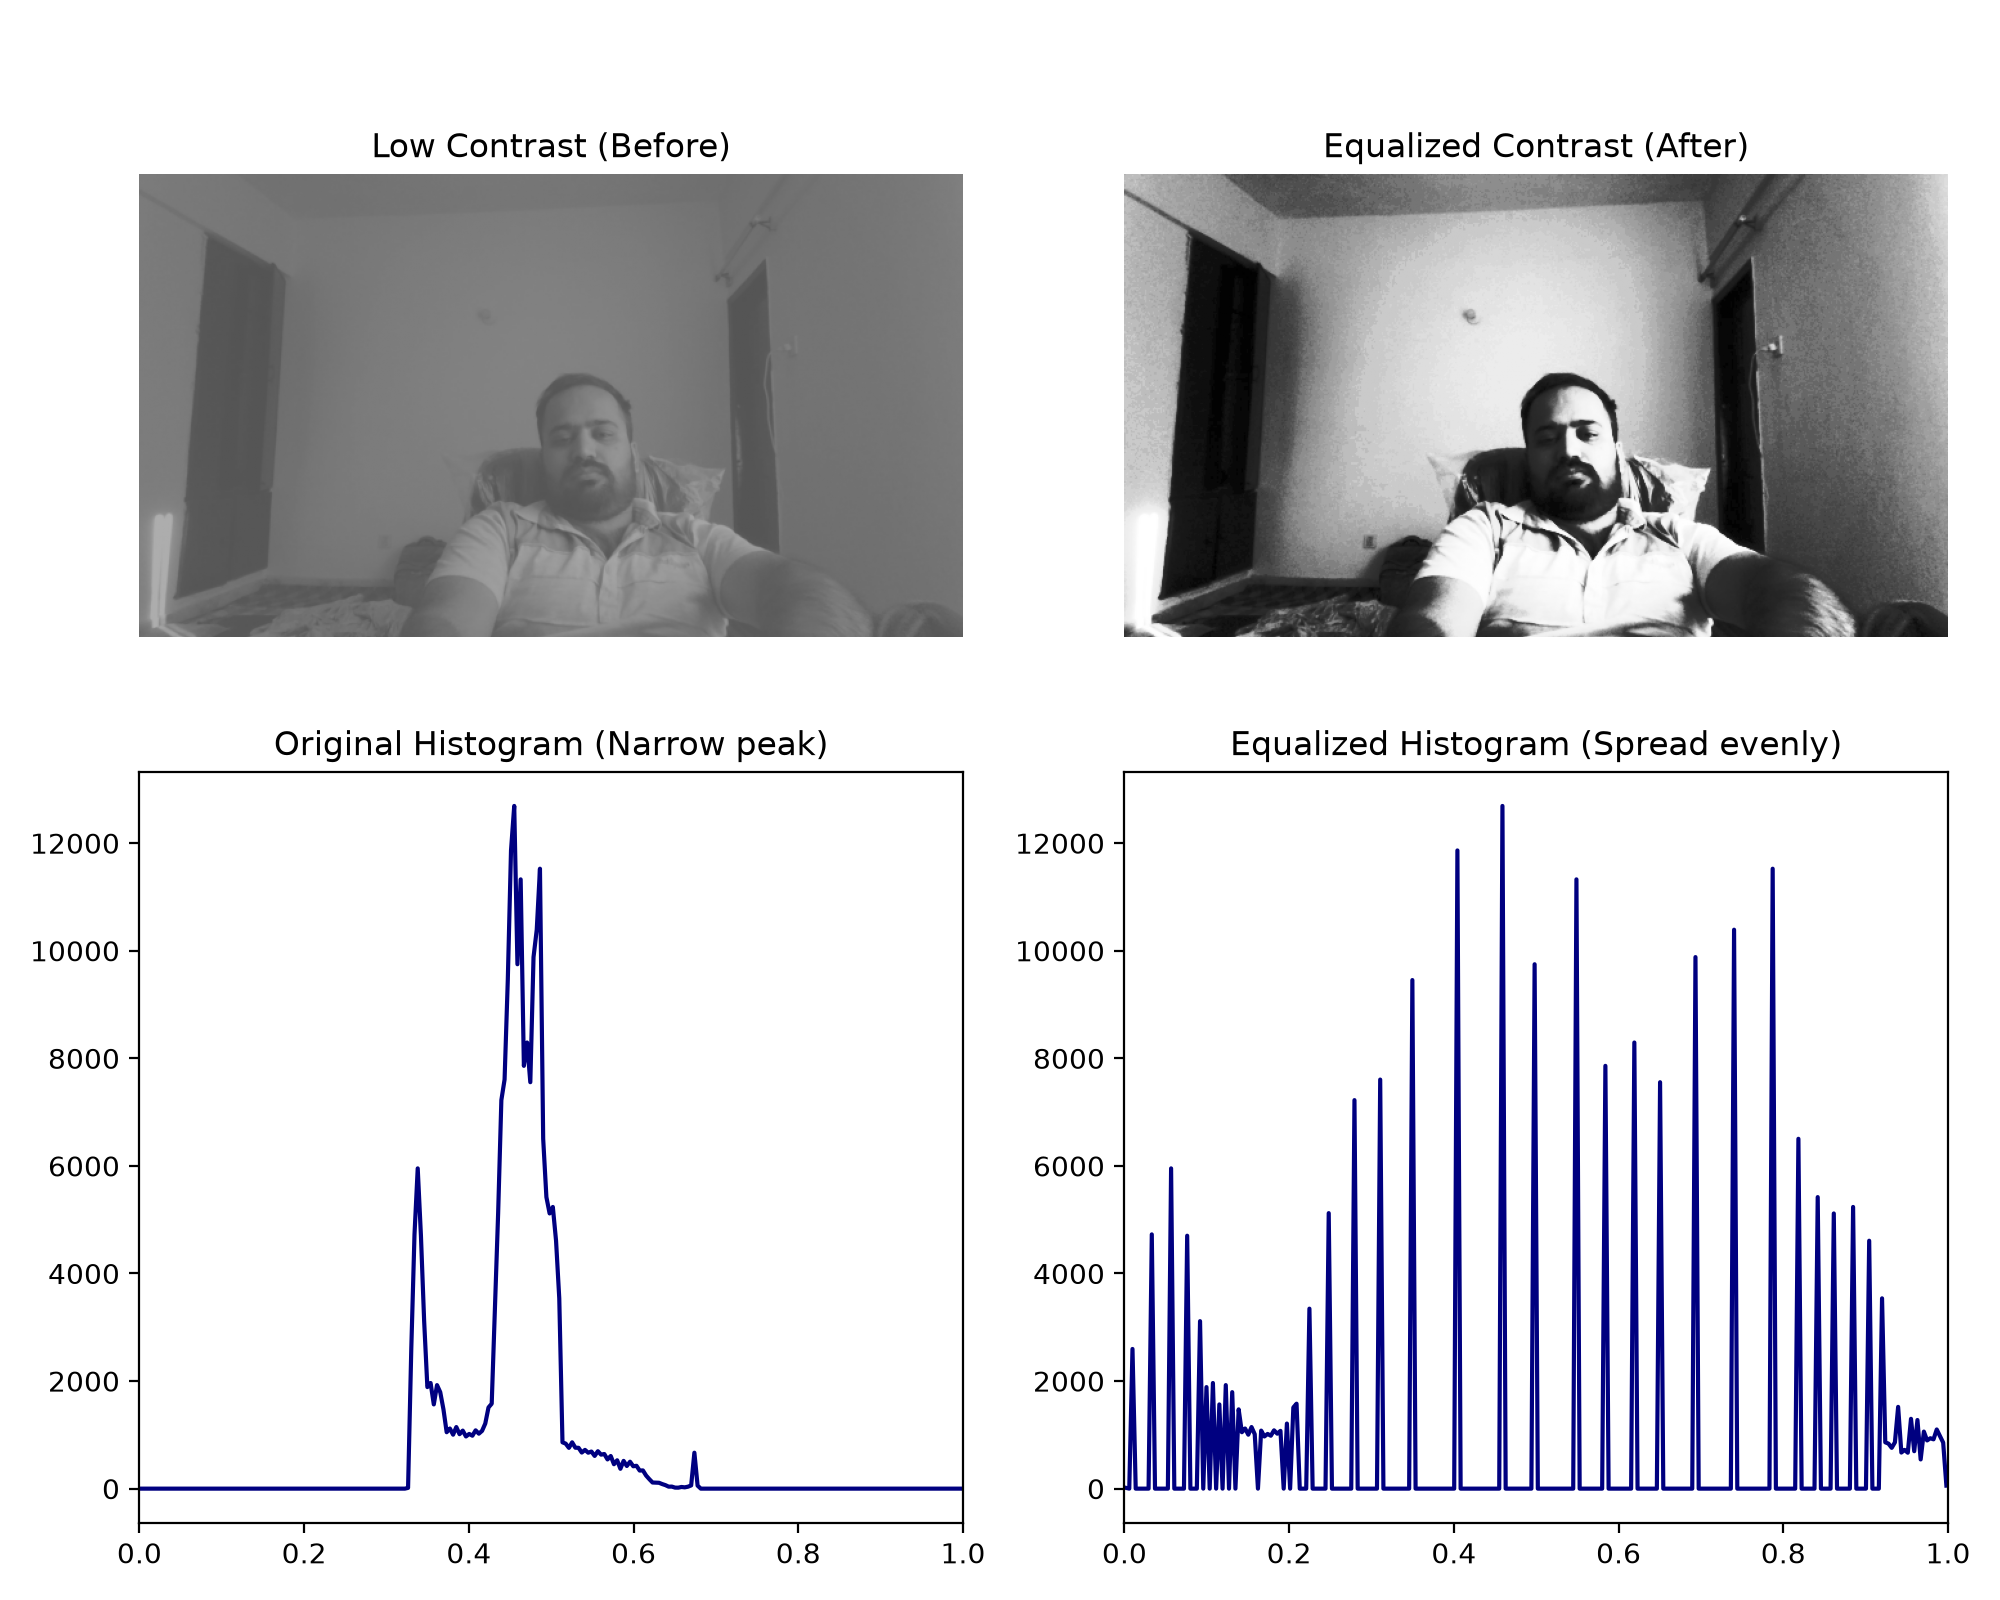 Low Contrast (Before)
Equalized Contrast (After)
Original Histogram (Narrow peak)
Equalized Histogram (Spread evenly)
12000
10000
8000
6000
4000
2000
0
0.0 0.2 0.4 0.6 0.8 1.0
12000
10000
8000
6000
4000
2000
0
0.0 0.2 0.4 0.6 0.8 1.0